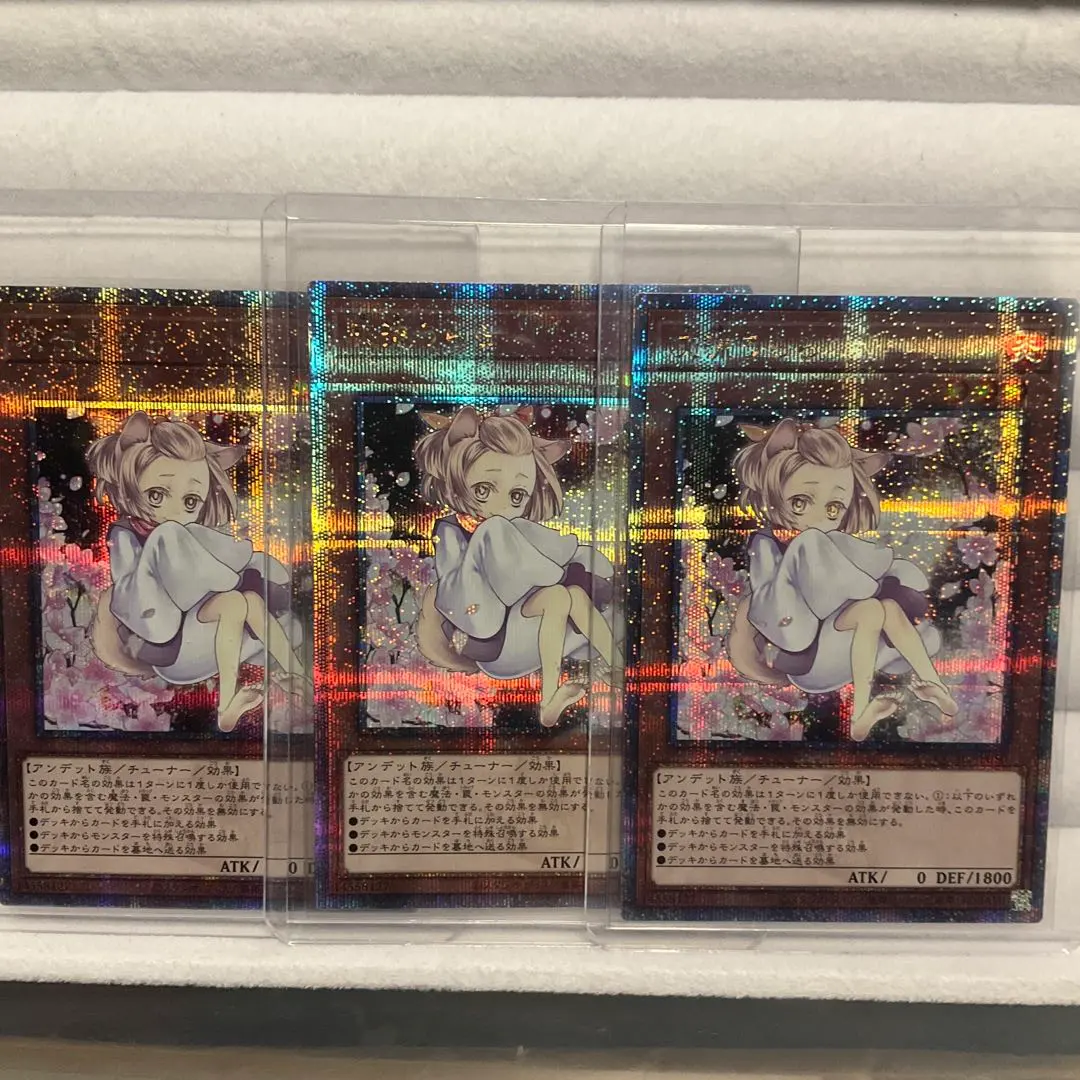 【アンデット族／チューナー／効果】
このカード名の効果は1ターンに1度しか使用で
かの効果を含む魔法・罠・モンスターの効果が
手札から捨てて発動できる。その効果を無効にする
●デッキからカードを手札に加える効果
●デッキからモンスターを特殊召喚する効果
●デッキからカードを墓地へ送る効果
ATK/ 0
【アンデット族／チューナー／効果】
このカード名の効果は1ターンに1度しか使用で
かの効果を含む魔法・罠・モンスターの効果が
手札から捨てて発動できる。その効果を無効にする
●デッキからカードを手札に加える効果
●デッキからモンスターを特殊召喚する効果
●デッキからカードを墓地へ送る効果
ATK/ 0
炎
【アンデット族／チューナー／効果】
このカード名の効果は1ターンに1度しか使用できない。①：以下のいずれ
かの効果を含む魔法・罠・モンスターの効果が発動した時、このカードを
手札から捨てて発動できる。その効果を無効にする。
●デッキからカードを手札に加える効果
●デッキからモンスターを特殊召喚する効果
●デッキからカードを墓地へ送る効果
ATK/ 0 DEF/1800